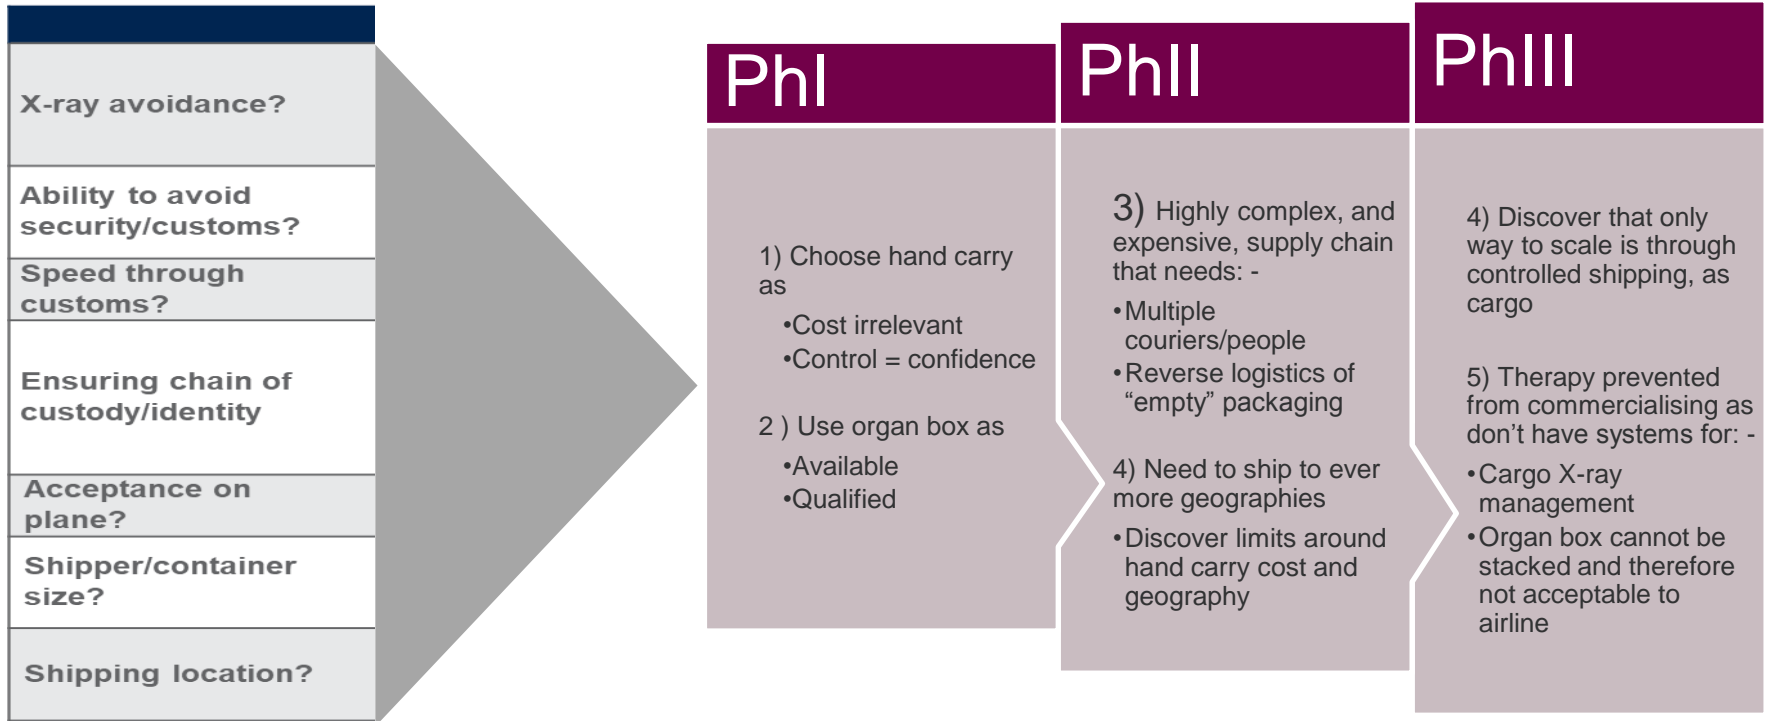 X-ray avoidance?
Ability to avoid
security/customs?
Speed through
customs?
Ensuring chain of
custody/identity
Acceptance on
plane?
Shipper/container
size?
Shipping location?
PhI
1) Choose hand carry
as
•Cost irrelevant
•Control = confidence
2 ) Use organ box as
•Available
•Qualified
PhII
3) Highly complex, and
expensive, supply chain
that needs: -
•Multiple
couriers/people
•Reverse logistics of
“empty” packaging
4) Need to ship to ever
more geographies
•Discover limits around
hand carry cost and
geography
PhIII
4) Discover that only
way to scale is through
controlled shipping, as
cargo
5) Therapy prevented
from commercialising as
don’t have systems for: -
•Cargo X-ray
management
•Organ box cannot be
stacked and therefore
not acceptable to
airline